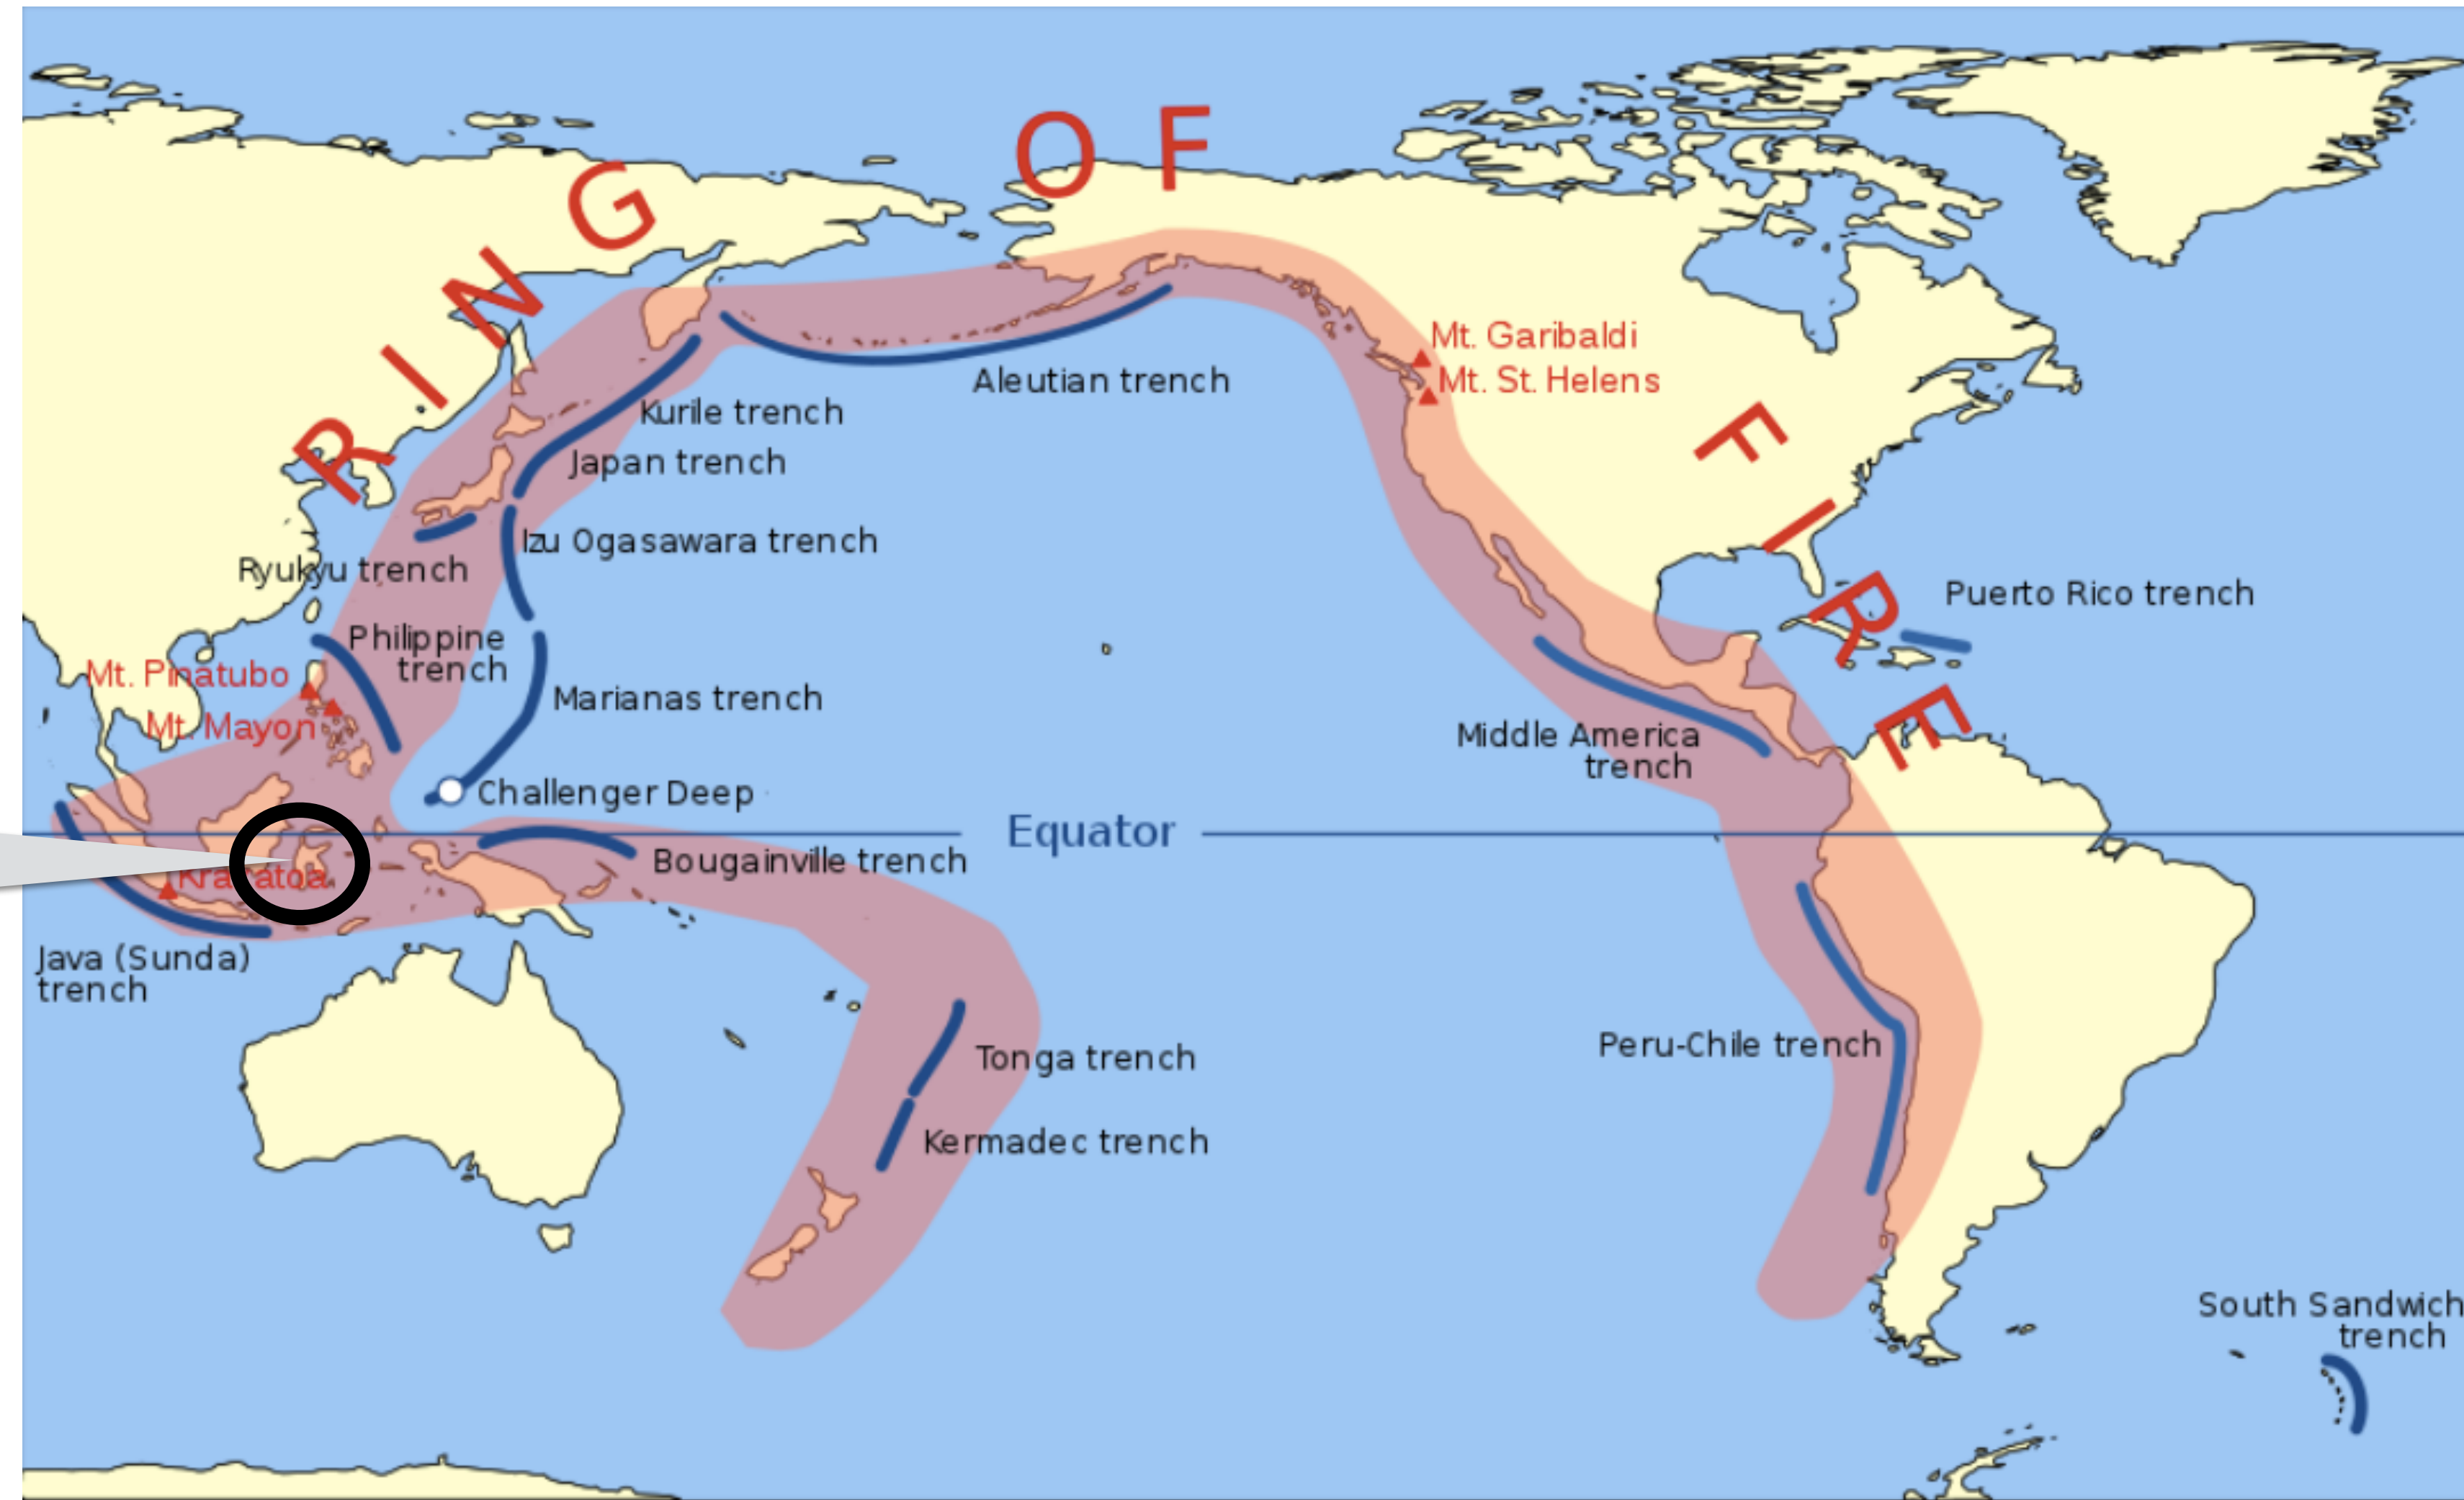 RING OF FIRE
Mt. Garibaldi
Mt. St. Helens
Aleutian trench
Kurile trench
Japan trench
Izu Ogasawara trench
Ryukyu trench
Puerto Rico trench
Philippine
trench
Mt. Pinatubo
Marianas trench
Mt. Mayon
Middle America
trench
Challenger Deep
Equator
Bougainville trench
Krakatoa
Java (Sunda)
trench
Tonga trench
Peru-Chile trench
Kermadec trench
South Sandwich
trench